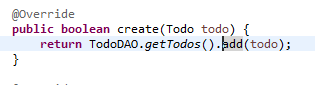 @Override
public boolean create(Todo todo) {
return TodoDAO.getTodos().add(todo);
}